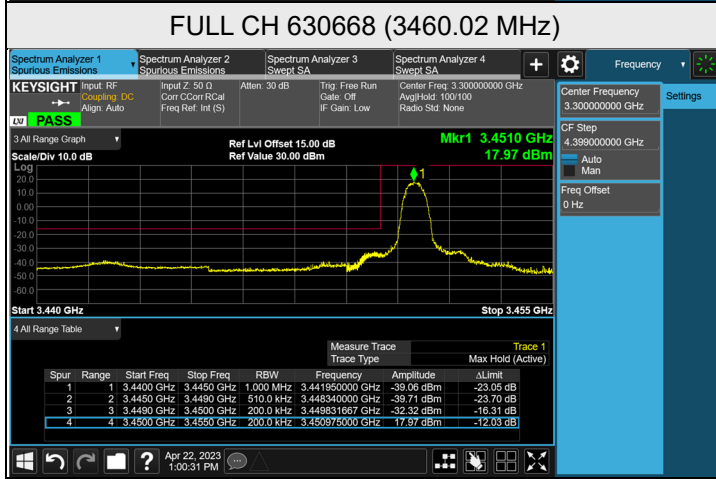 FULL CH 630668 (3460.02 MHz)
Spectrum Analyzer 1
Spurious Emissions
Spectrum Analyzer 2
Spurious Emissions
Spectrum Analyzer 3
Swept SA
Spectrum Analyzer 4
Swept SA
+
Frequency
KEYSIGHT
Input: RF
Coupling: DC
Align: Auto
Input Z: 50 Ω
Corr CCorr RCal
Freq Ref: Int (S)
Atten: 30 dB
Trig: Free Run
Gate: Off
IF Gain: Low
Center Freq: 3.300000000 GHz
Avg|Hold: 100/100
Radio Std: None
LXI PASS
Center Frequency
3.300000000 GHz
Settings
CF Step
4.399000000 GHz
Auto
Man
Freq Offset
0 Hz
3 All Range Graph
Ref Lvl Offset 15.00 dB
Mkr1 3.4510 GHz
Scale/Div 10.0 dB
Ref Value 30.00 dBm
17.97 dBm
Log
1
20.0
10.0
0.00
-10.0
-20.0
-30.0
-40.0
-50.0
-60.0
Start 3.440 GHz
Stop 3.455 GHz
4 All Range Table
Measure Trace Trace 1
Trace Type Max Hold (Active)
Spur Range Start Freq Stop Freq RBW Frequency Amplitude ΔLimit
1 1 3.4400 GHz 3.4450 GHz 1.000 MHz 3.441950000 GHz -39.06 dBm -23.05 dB
2 2 3.4450 GHz 3.4490 GHz 510.0 kHz 3.448340000 GHz -39.71 dBm -23.70 dB
3 3 3.4490 GHz 3.4500 GHz 200.0 kHz 3.449831667 GHz -32.32 dBm -16.31 dB
4 4 3.4500 GHz 3.4550 GHz 200.0 kHz 3.450975000 GHz 17.97 dBm -12.03 dB
?
Apr 22, 2023
1:00:31 PM